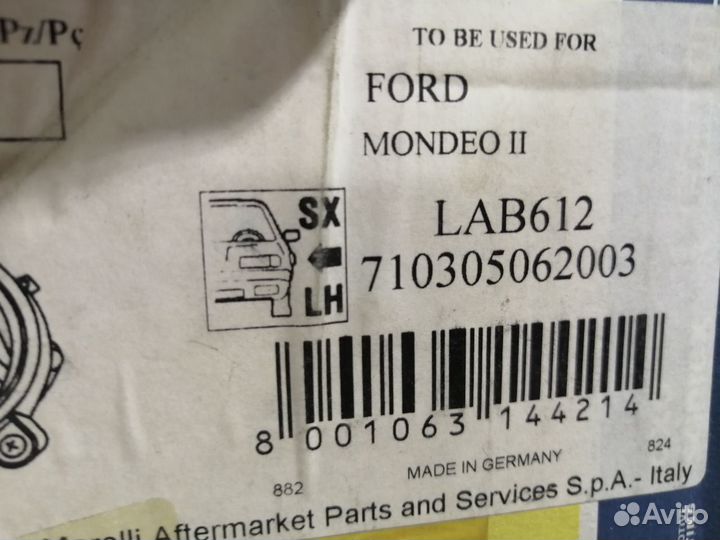 Pz/Pç
TO BE USED FOR
FORD
MONDEO II
SX
LH
LAB612
710305062003
8 001063 144214
MADE IN GERMANY
882
824
Aftermarket Parts and Services S.p.A.- Italy
Avito